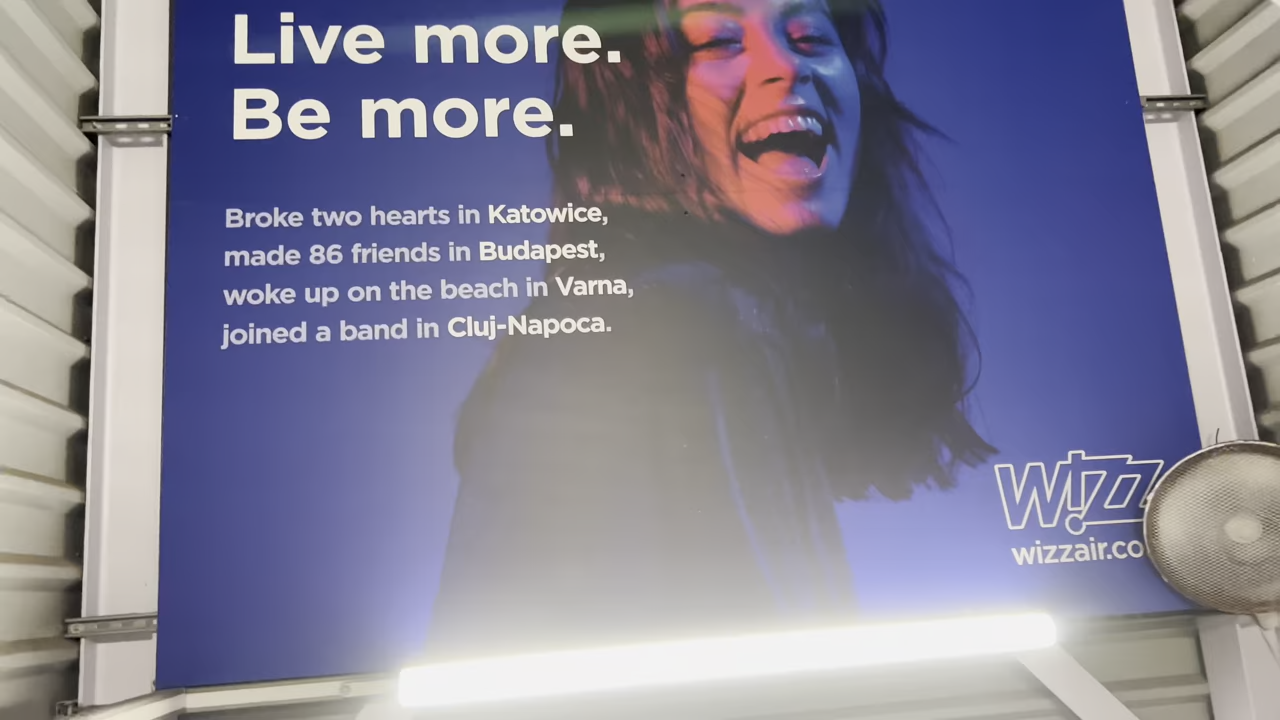 Live more.
Be more.
Broke two hearts in Katowice,
made 86 friends in Budapest,
woke up on the beach in Varna,
joined a band in Cluj-Napoca.
W!ZZ
wizzair.co